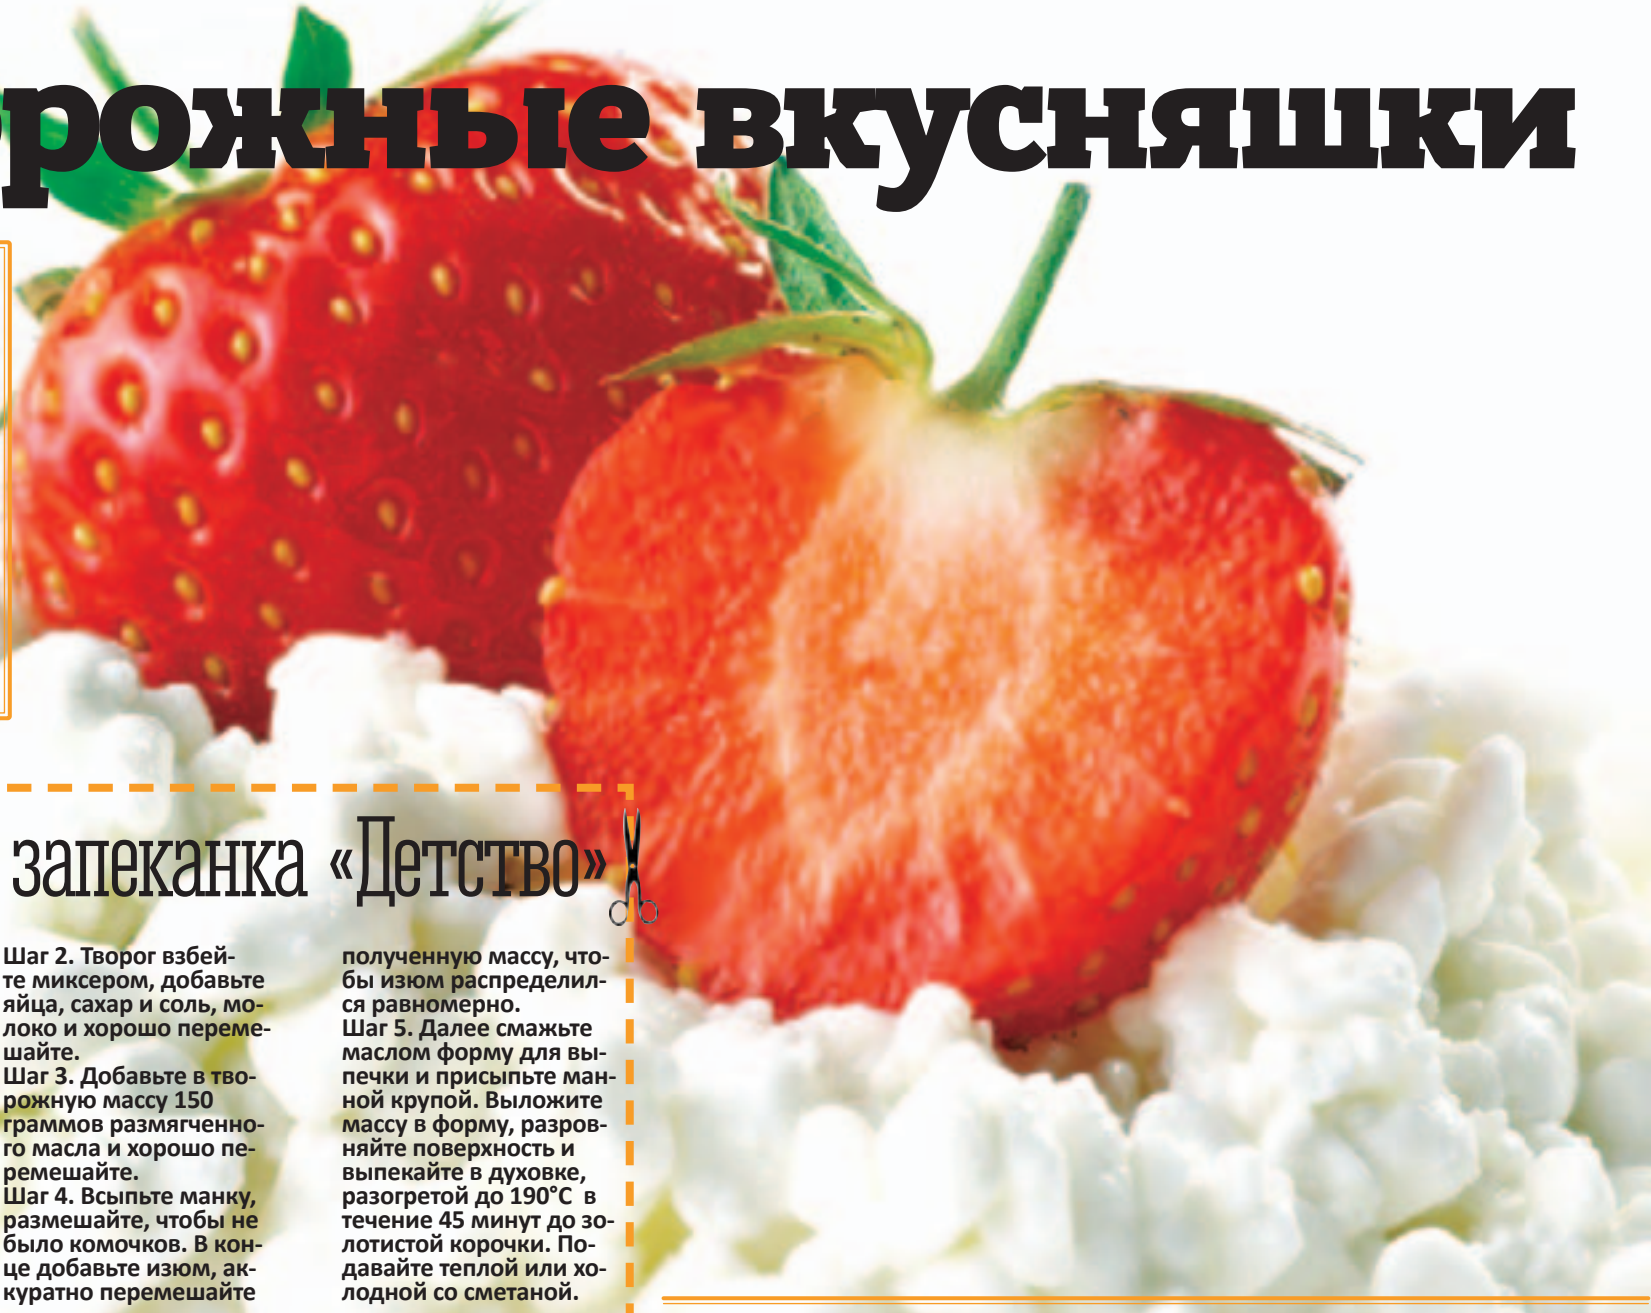 рожные вкусняшки
запеканка «Детство»
Шаг 2. Творог взбей-
те миксером, добавьте
яйца, сахар и соль, мо-
локо и хорошо переме-
шайте.
Шаг 3. Добавьте в тво-
рожную массу 150
граммов размягченно-
го масла и хорошо пе-
ремешайте.
Шаг 4. Всыпьте манку,
размешайте, чтобы не
было комочков. В кон-
це добавьте изюм, ак-
куратно перемешайте
полученную массу, что-
бы изюм распределил-
ся равномерно.
Шаг 5. Далее смажьте
маслом форму для вы-
печки и присыпьте ман-
ной крупой. Выложите
массу в форму, разров-
няйте поверхность и
выпекайте в духовке,
разогретой до 190°С в
течение 45 минут до зо-
лотистой корочки. По-
давайте теплой или хо-
лодной со сметаной.